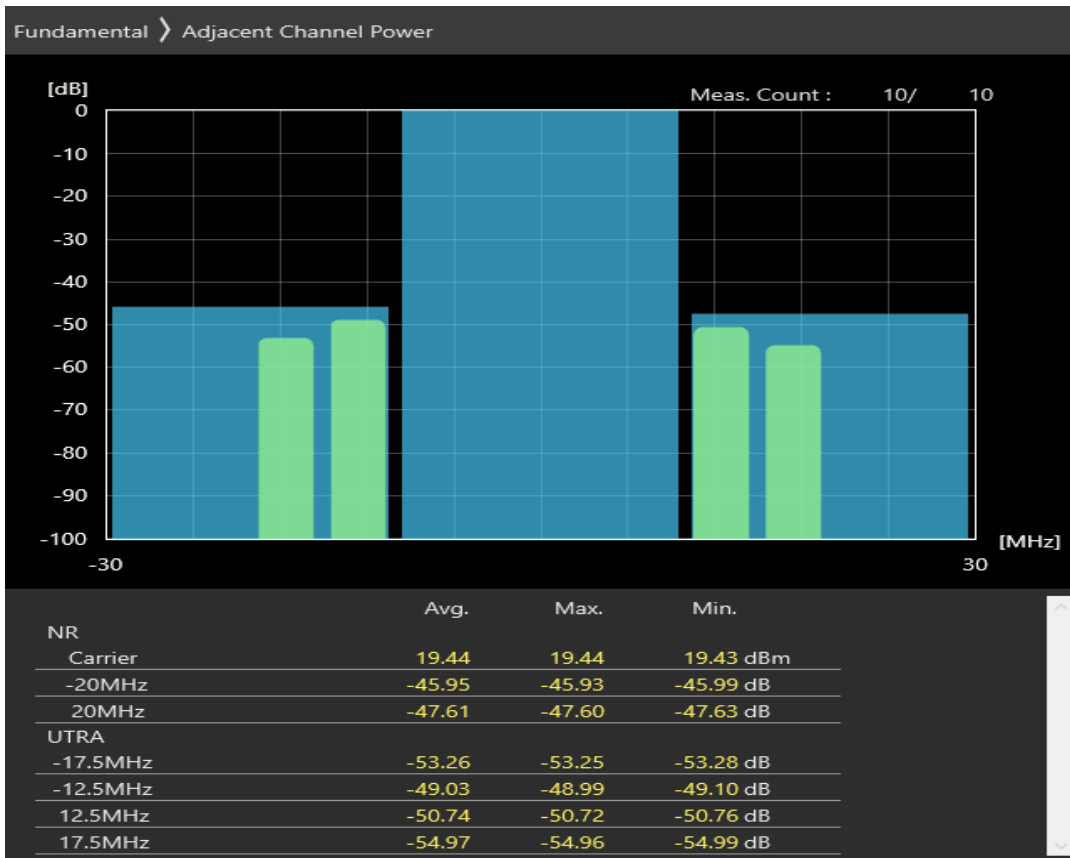 Fundamental 〉 Adjacent Channel Power
[dB]
Meas. Count : 10/ 10
0
-10
-20
-30
-40
-50
-60
-70
-80
-90
-100
[MHz]
-30 30
Avg. Max. Min.
NR
Carrier 19.44 19.44 19.43 dBm
-20MHz -45.95 -45.93 -45.99 dB
20MHz -47.61 -47.60 -47.63 dB
UTRA
-17.5MHz -53.26 -53.25 -53.28 dB
-12.5MHz -49.03 -48.99 -49.10 dB
12.5MHz -50.74 -50.72 -50.76 dB
17.5MHz -54.97 -54.96 -54.99 dB